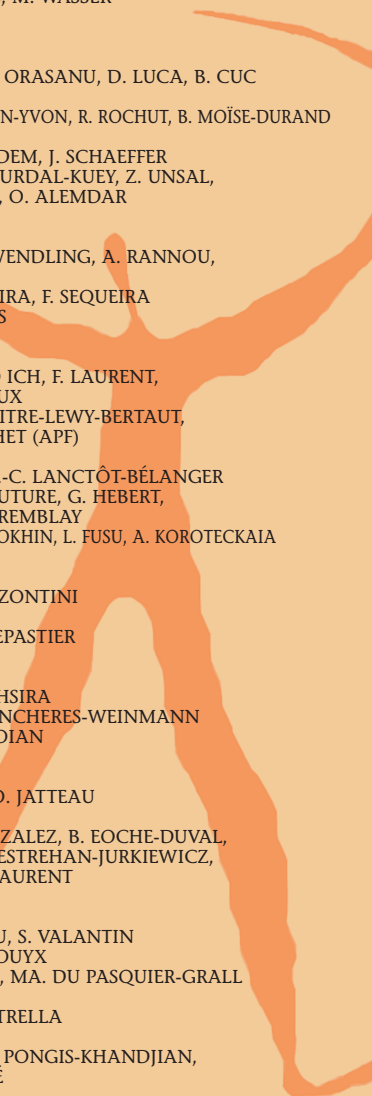 M. WASSER
ORASANU, D. LUCA, B. CUC
N-YVON, R. ROCHUT, B. MOÏSE-DURAND
DEM, J. SCHAEFFER
URDAL-KUEY, Z. UNSAL,
, O. ALEMDAR
WENDLING, A. RANNOU,
IRA, F. SEQUEIRA
S
ICH, F. LAURENT,
UX
ITRE-LEWY-BERTAUT,
HET (APF)
-C. LANCTÔT-BÉLANGER
UTURE, G. HEBERT,
REMBLAY
OKHIN, L. FUSU, A. KOROTECKAIA
ZONTINI
EPASTIER
HSIRA
NCHERES-WEINMANN
DIAN
O. JATTEAU
ZALEZ, B. EOCHE-DUVAL,
ESTREHAN-JURKIEWICZ,
AURENT
U, S. VALANTIN
OUYX
, MA. DU PASQUIER-GRALL
TRELLA
PONGIS-KHANDJIAN,
É